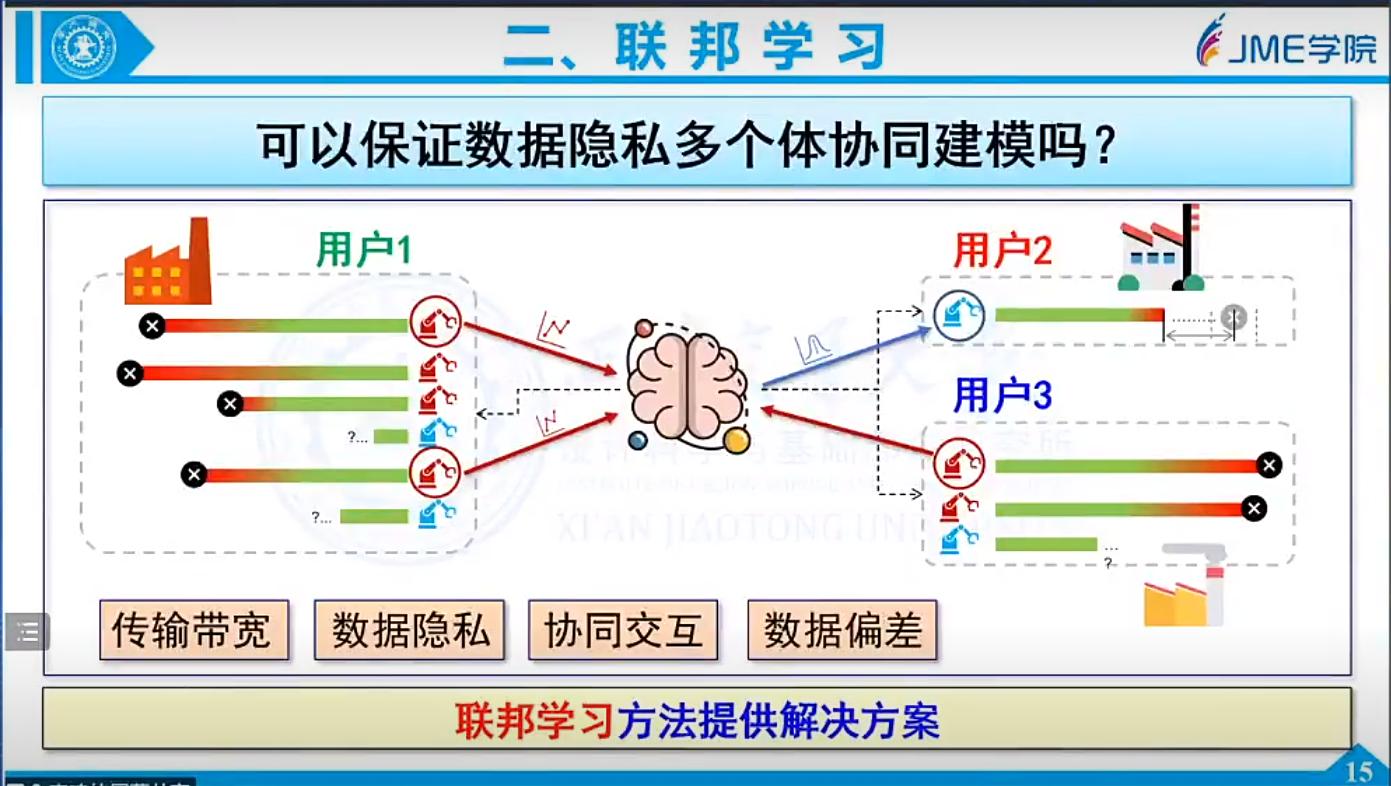 二、联邦学习
JME学院
可以保证数据隐私多个体协同建模吗？
用户1
用户2
用户3
?...
?...
...
?
XI'AN JIAOTONG UNIVERSITY
传输带宽
数据隐私
协同交互
数据偏差
联邦学习方法提供解决方案
15